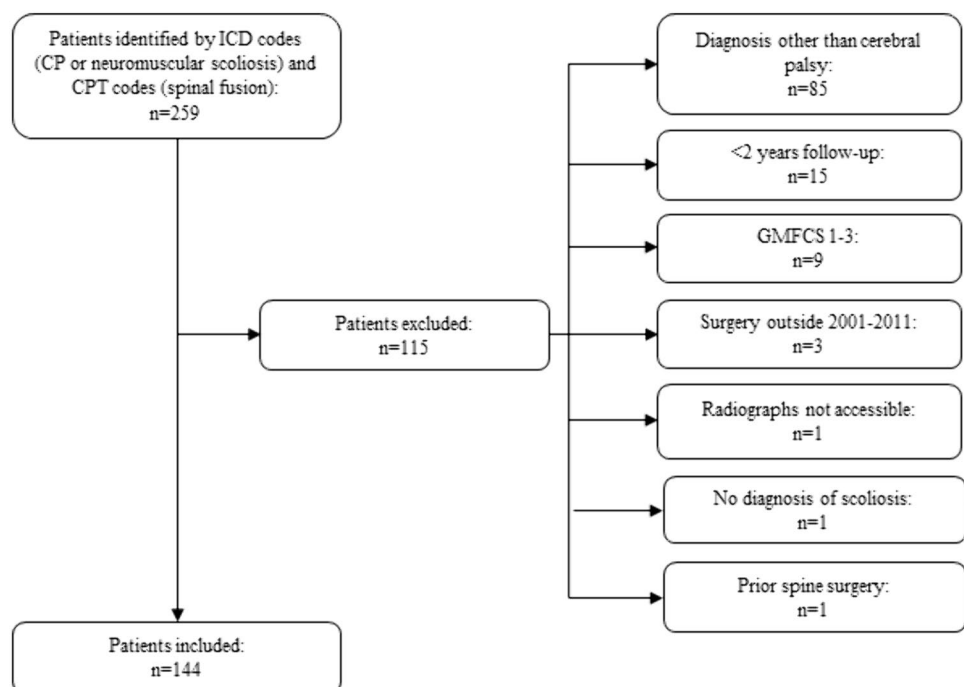 Patients identified by ICD codes
(CP or neuromuscular scoliosis) and
CPT codes (spinal fusion):
n=259
Patients excluded:
n=115
Diagnosis other than cerebral
palsy:
n=85
<2 years follow-up:
n=15
GMFCS 1-3:
n=9
Surgery outside 2001-2011:
n=3
Radiographs not accessible:
n=1
No diagnosis of scoliosis:
n=1
Prior spine surgery:
n=1
Patients included:
n=144